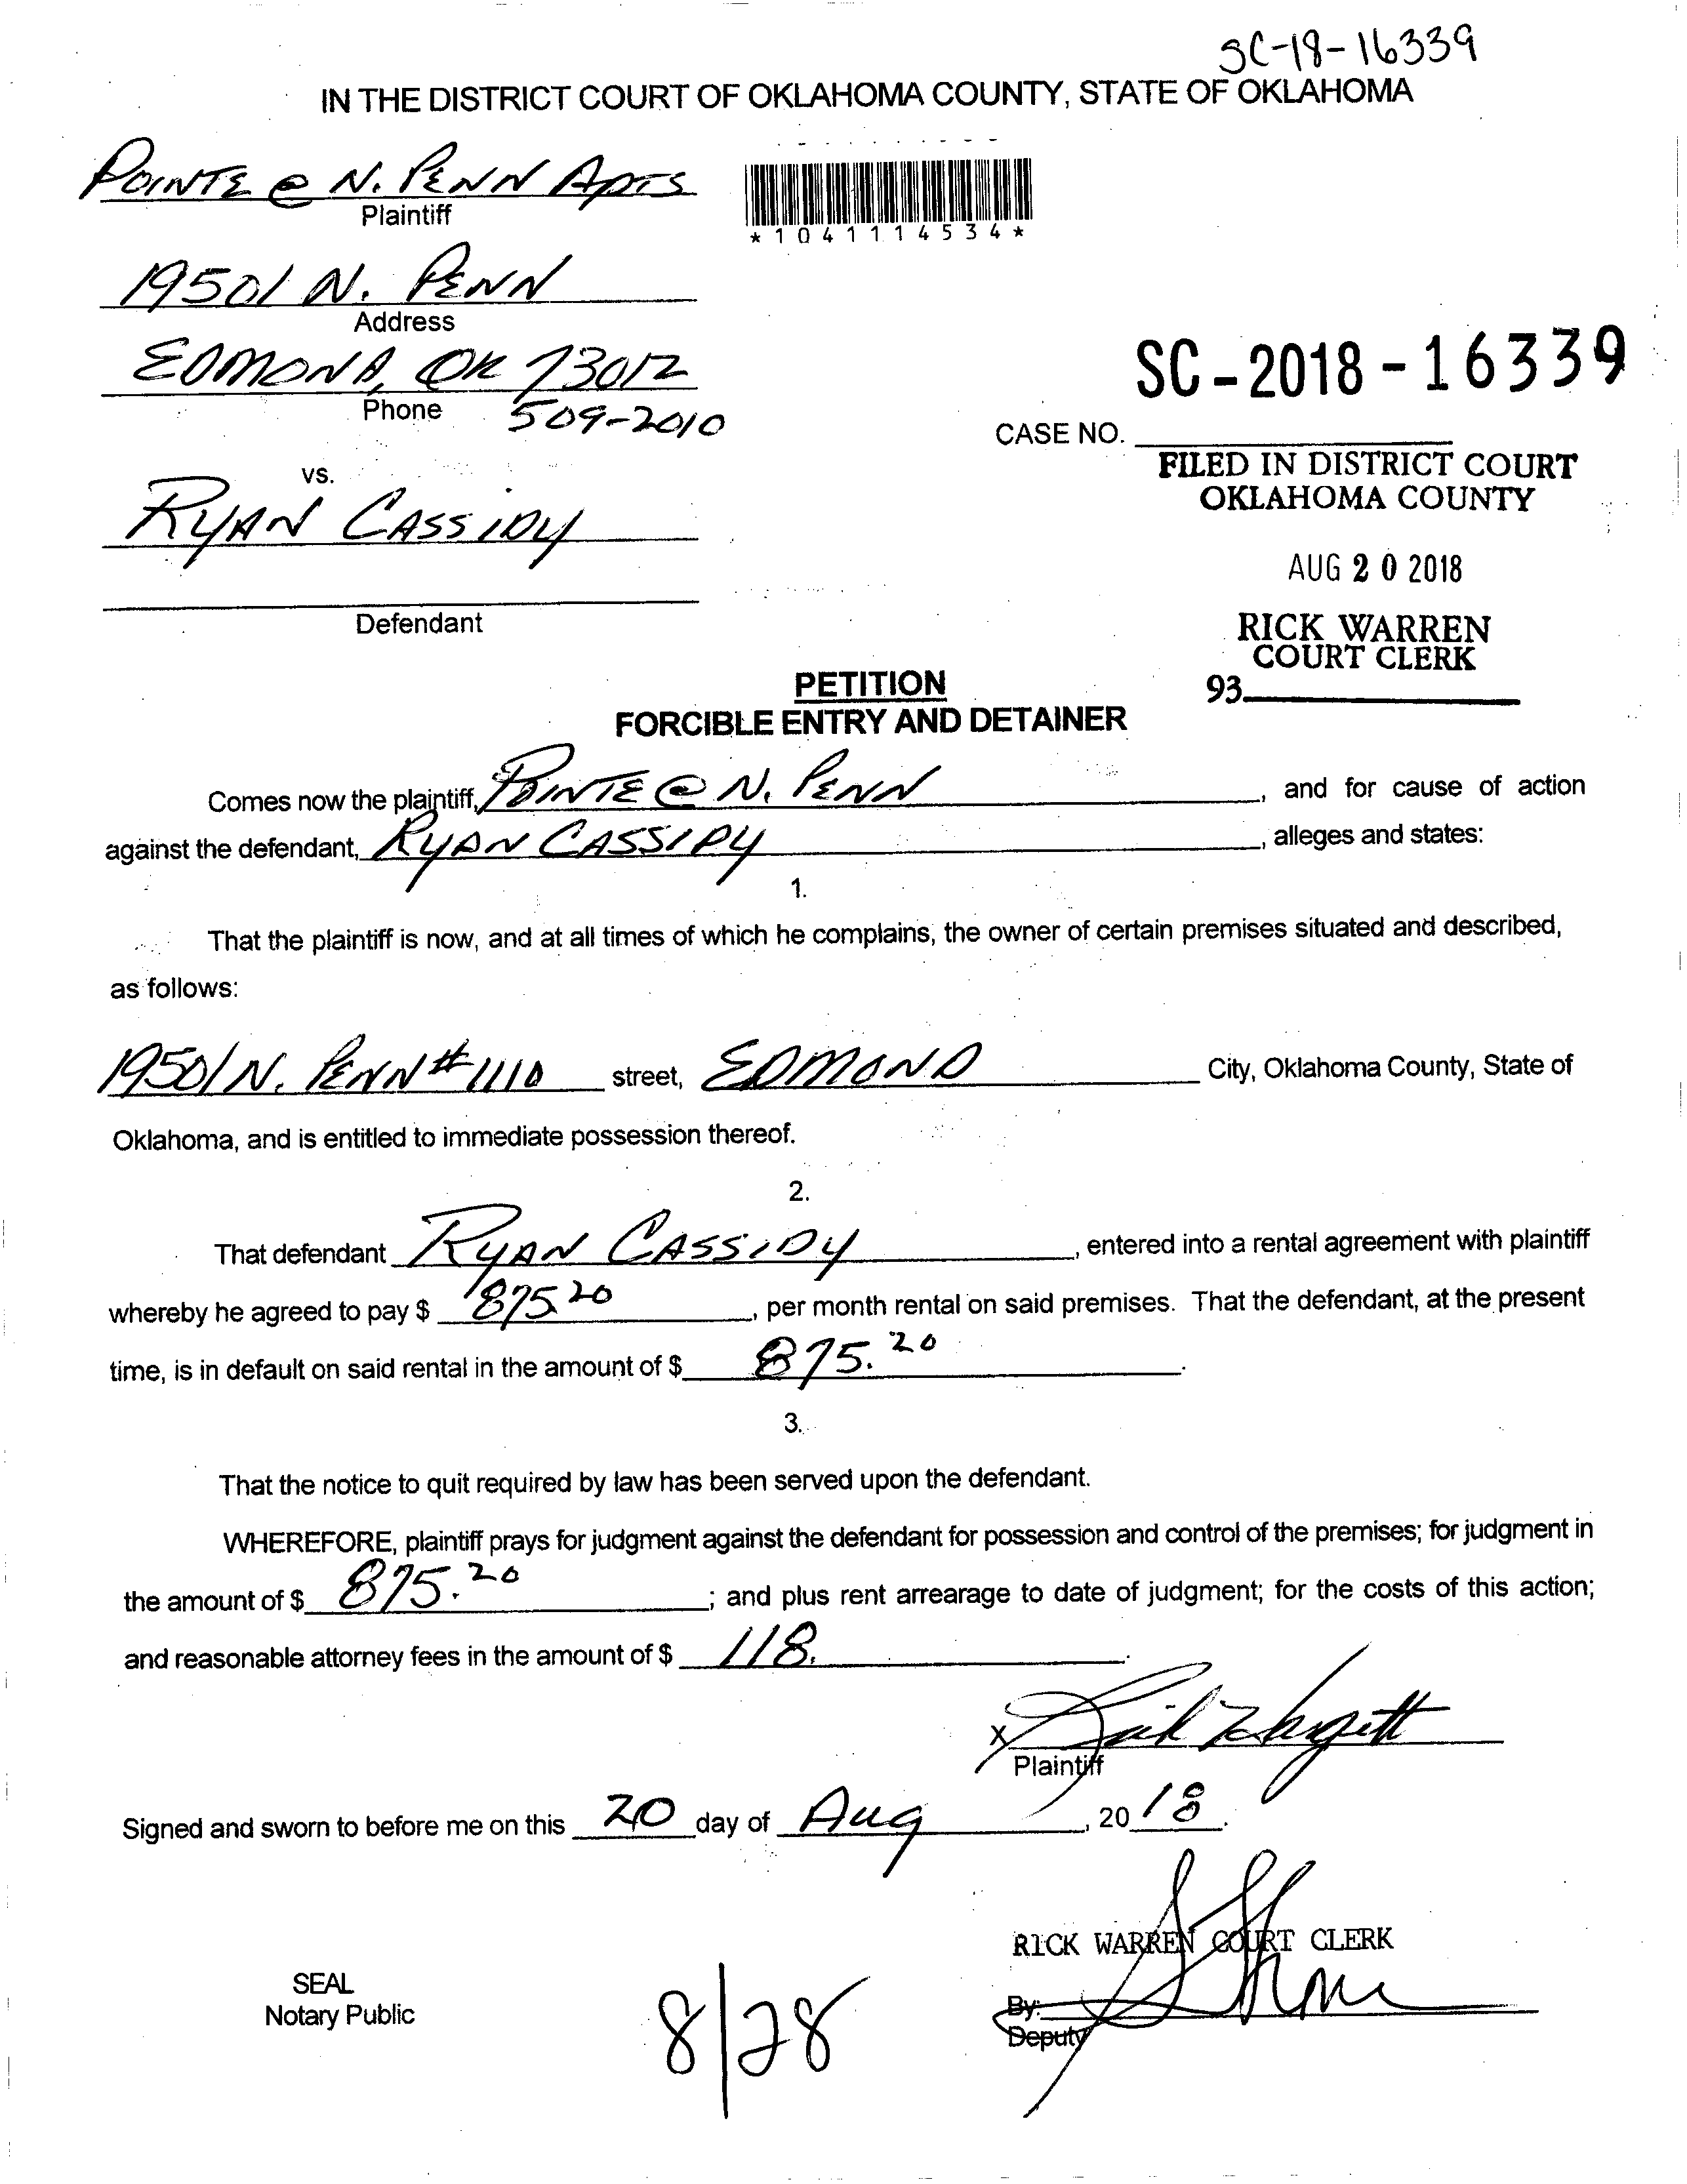 SC-18-16339
IN THE DISTRICT COURT OF OKLAHOMA COUNTY, STATE OF OKLAHOMA
POINTE @ N. PENN APTS
Plaintiff
*1041114534*
19501 N. PENN
Address
EDMOND, OK 73012
Phone 509-2010
SC-2018-16339
CASE NO.
FILED IN DISTRICT COURT
OKLAHOMA COUNTY
vs.
RYAN CASSIDY
AUG 20 2018
Defendant
RICK WARREN
COURT CLERK
93
PETITION
FORCIBLE ENTRY AND DETAINER
Comes now the plaintiff, POINTE @ N. PENN, and for cause of action
against the defendant, RYAN CASSIDY, alleges and states:
1.
That the plaintiff is now, and at all times of which he complains, the owner of certain premises situated and described,
as follows:
19501 N. PENN #1110 street, EDMOND City, Oklahoma County, State of
Oklahoma, and is entitled to immediate possession thereof.
2.
That defendant RYAN CASSIDY, entered into a rental agreement with plaintiff
whereby he agreed to pay $ 875.20, per month rental on said premises. That the defendant, at the present
time, is in default on said rental in the amount of $ 875.20.
3.
That the notice to quit required by law has been served upon the defendant.
WHEREFORE, plaintiff prays for judgment against the defendant for possession and control of the premises; for judgment in
the amount of $ 875.20; and plus rent arrearage to date of judgment; for the costs of this action;
and reasonable attorney fees in the amount of $ 118..
X
Plaintiff
Signed and sworn to before me on this 20 day of Aug, 2018.
RICK WARREN COURT CLERK
SEAL
Notary Public
By:
Deputy
8/28